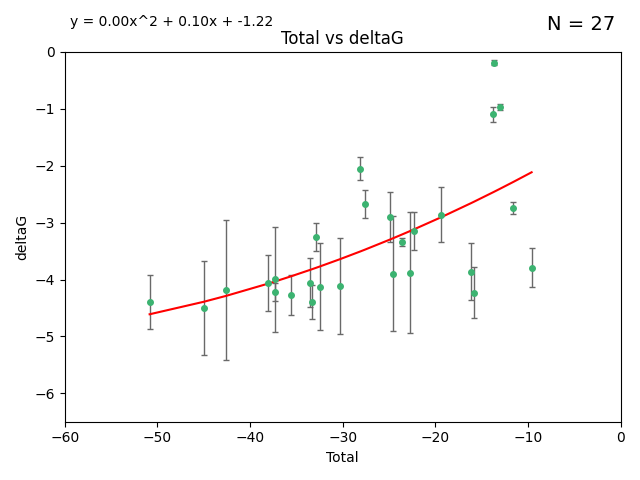 y = 0.00x^2 + 0.10x + -1.22
N = 27
Total vs deltaG
0
−1
−2
−3
−4
−5
−6
deltaG
−60 −50 −40 −30 −20 −10 0
Total